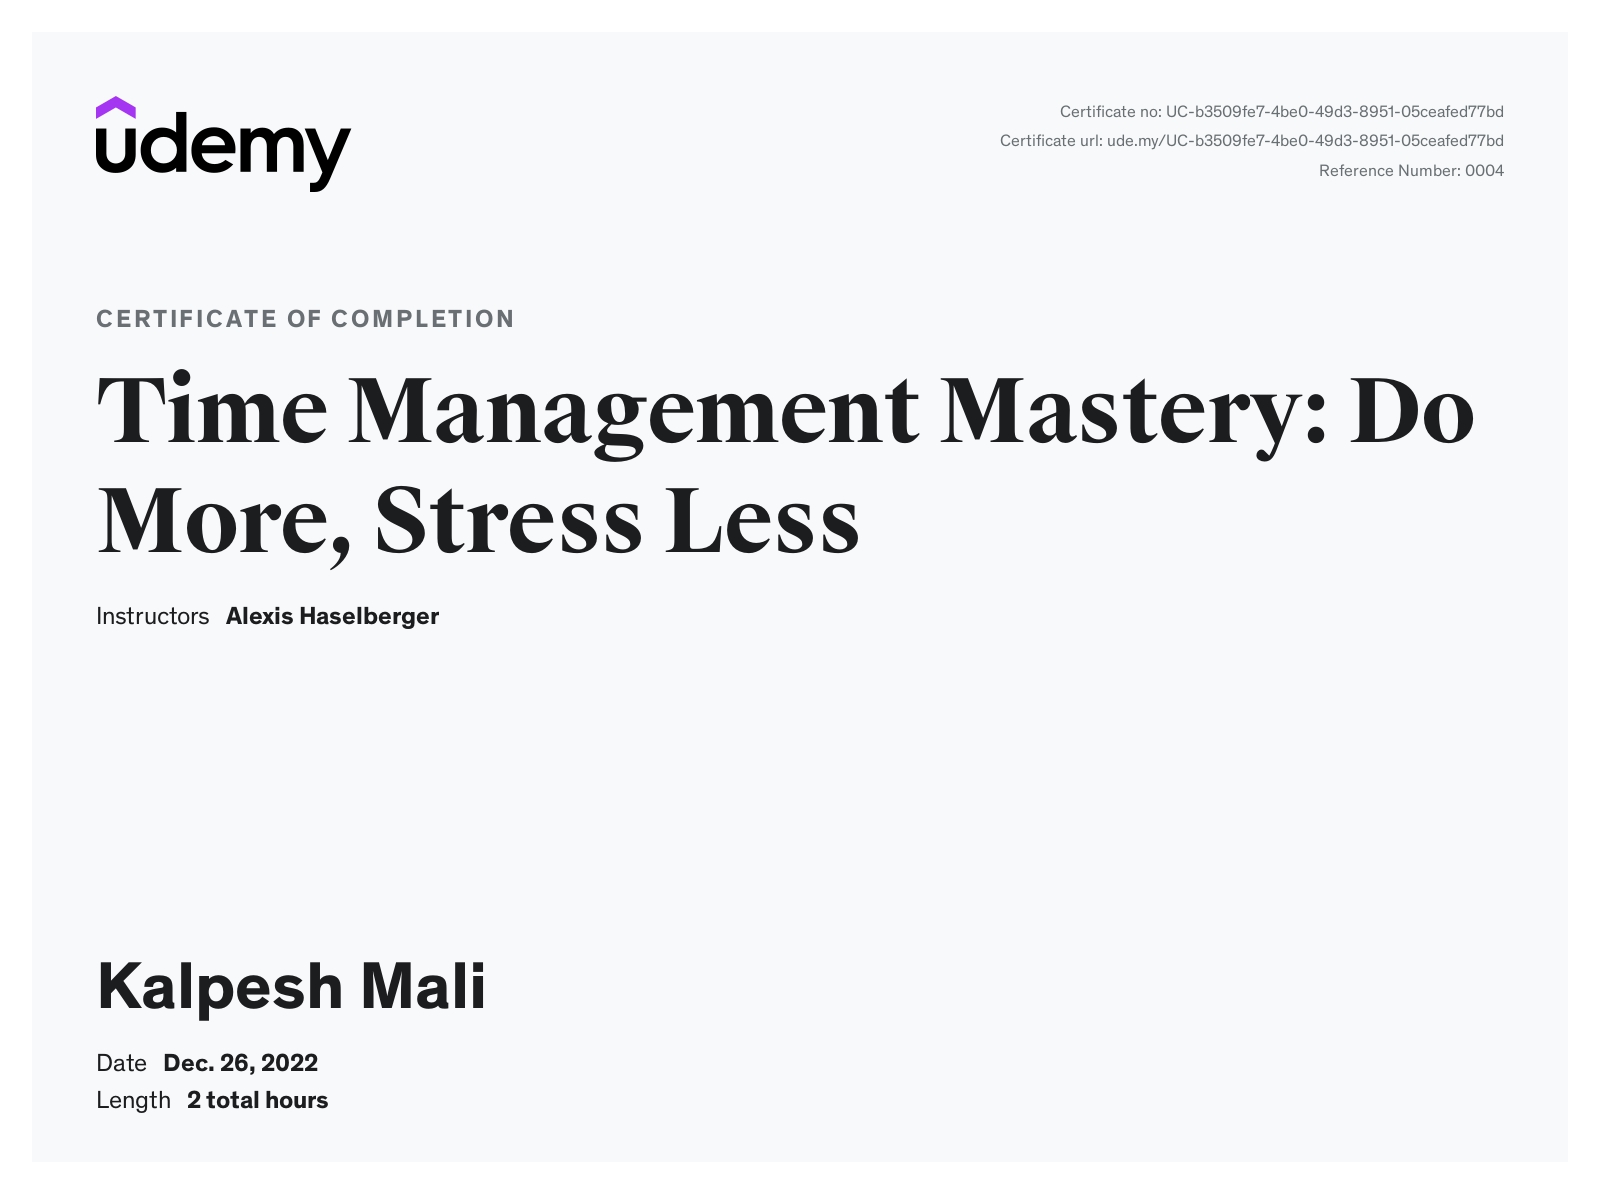 udemy
Certificate no: UC-b3509fe7-4be0-49d3-8951-05ceafed77bd
Certificate url: ude.my/UC-b3509fe7-4be0-49d3-8951-05ceafed77bd
Reference Number: 0004
CERTIFICATE OF COMPLETION
Time Management Mastery: Do
More, Stress Less
Instructors Alexis Haselberger
Kalpesh Mali
Date Dec. 26, 2022
Length 2 total hours